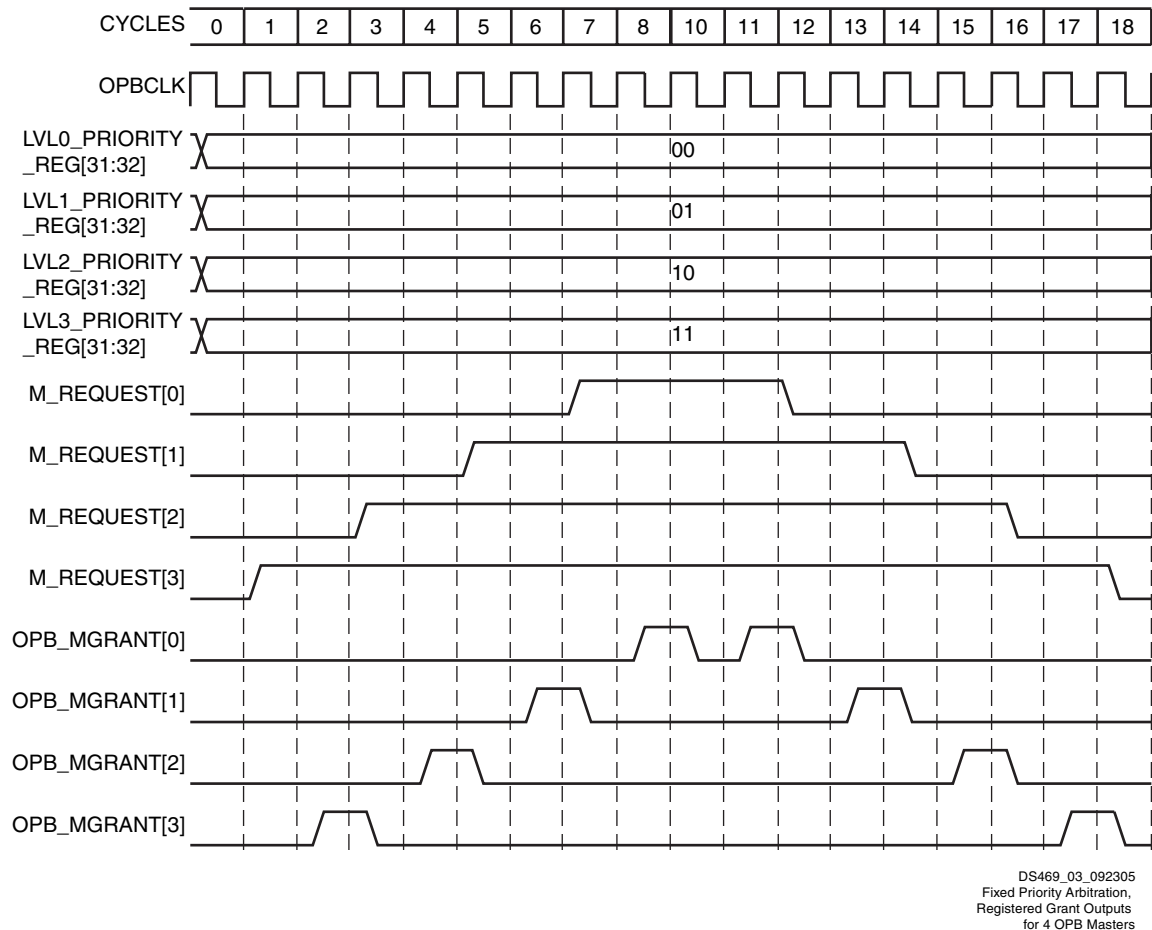 CYCLES 0 1 2 3 4 5 6 7 8 10 11 12 13 14 15 16 17 18
OPBCLK
LVL0_PRIORITY
_REG[31:32]
00
LVL1_PRIORITY
_REG[31:32]
01
LVL2_PRIORITY
_REG[31:32]
10
LVL3_PRIORITY
_REG[31:32]
11
M_REQUEST[0]
M_REQUEST[1]
M_REQUEST[2]
M_REQUEST[3]
OPB_MGRANT[0]
OPB_MGRANT[1]
OPB_MGRANT[2]
OPB_MGRANT[3]
DS469_03_092305
Fixed Priority Arbitration,
Registered Grant Outputs
for 4 OPB Masters